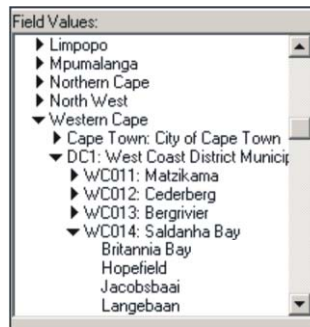 Field Values:
Limpopo
Mpumalanga
Northern Cape
North West
Western Cape
Cape Town: City of Cape Town
DC1: West Coast District Municip
WC011: Matzikama
WC012: Cederberg
WC013: Bergrivier
WC014: Saldanha Bay
Britannia Bay
Hopefield
Jacobsbaai
Langebaan